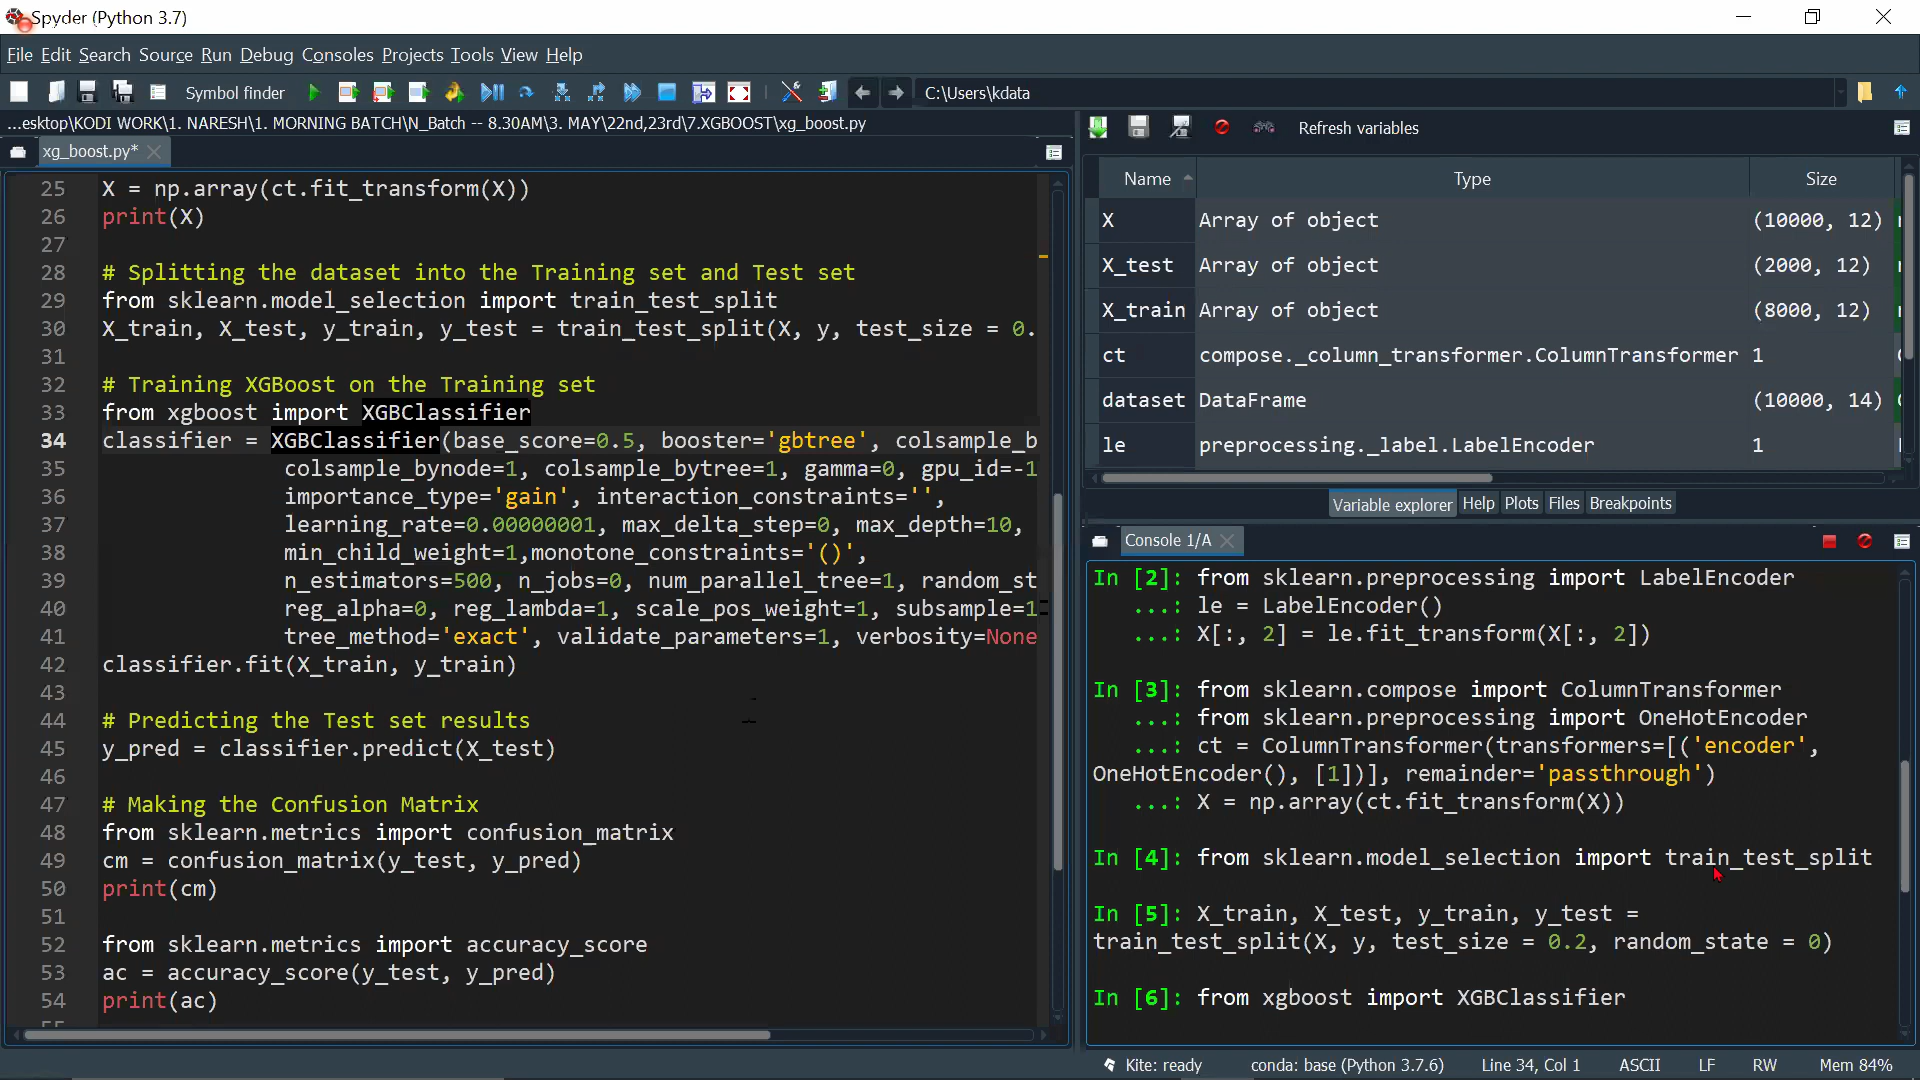 Spyder (Python 3.7)
File Edit Search Source Run Debug Consoles Projects Tools View Help
Symbol finder
C:\Users\kdata
...esktop\KODI WORK\1. NARESH\1. MORNING BATCH\N_Batch -- 8.30AM\3. MAY\22nd,23rd\7.XGBOOST\xg_boost.py
xg_boost.py*
25 X = np.array(ct.fit_transform(X))
26 print(X)
27
28 # Splitting the dataset into the Training set and Test set
29 from sklearn.model_selection import train_test_split
30 X_train, X_test, y_train, y_test = train_test_split(X, y, test_size = 0.
31
32 # Training XGBoost on the Training set
33 from xgboost import XGBClassifier
34 classifier = XGBClassifier(base_score=0.5, booster='gbtree', colsample_b
35 colsample_bynode=1, colsample_bytree=1, gamma=0, gpu_id=-1
36 importance_type='gain', interaction_constraints='',
37 learning_rate=0.00000001, max_delta_step=0, max_depth=10,
38 min_child_weight=1,monotone_constraints='()',
39 n_estimators=500, n_jobs=0, num_parallel_tree=1, random_st
40 reg_alpha=0, reg_lambda=1, scale_pos_weight=1, subsample=1
41 tree_method='exact', validate_parameters=1, verbosity=None
42 classifier.fit(X_train, y_train)
43
44 # Predicting the Test set results
45 y_pred = classifier.predict(X_test)
46
47 # Making the Confusion Matrix
48 from sklearn.metrics import confusion_matrix
49 cm = confusion_matrix(y_test, y_pred)
50 print(cm)
51
52 from sklearn.metrics import accuracy_score
53 ac = accuracy_score(y_test, y_pred)
54 print(ac)
55
Refresh variables
Name Type Size
X Array of object (10000, 12)
X_test Array of object (2000, 12)
X_train Array of object (8000, 12)
ct compose._column_transformer.ColumnTransformer 1
dataset DataFrame (10000, 14)
le preprocessing._label.LabelEncoder 1
Variable explorer Help Plots Files Breakpoints
Console 1/A
In [2]: from sklearn.preprocessing import LabelEncoder
...: le = LabelEncoder()
...: X[:, 2] = le.fit_transform(X[:, 2])
In [3]: from sklearn.compose import ColumnTransformer
...: from sklearn.preprocessing import OneHotEncoder
...: ct = ColumnTransformer(transformers=[('encoder',
OneHotEncoder(), [1])], remainder='passthrough')
...: X = np.array(ct.fit_transform(X))
In [4]: from sklearn.model_selection import train_test_split
In [5]: X_train, X_test, y_train, y_test =
train_test_split(X, y, test_size = 0.2, random_state = 0)
In [6]: from xgboost import XGBClassifier
Kite: ready conda: base (Python 3.7.6) Line 34, Col 1 ASCII LF RW Mem 84%